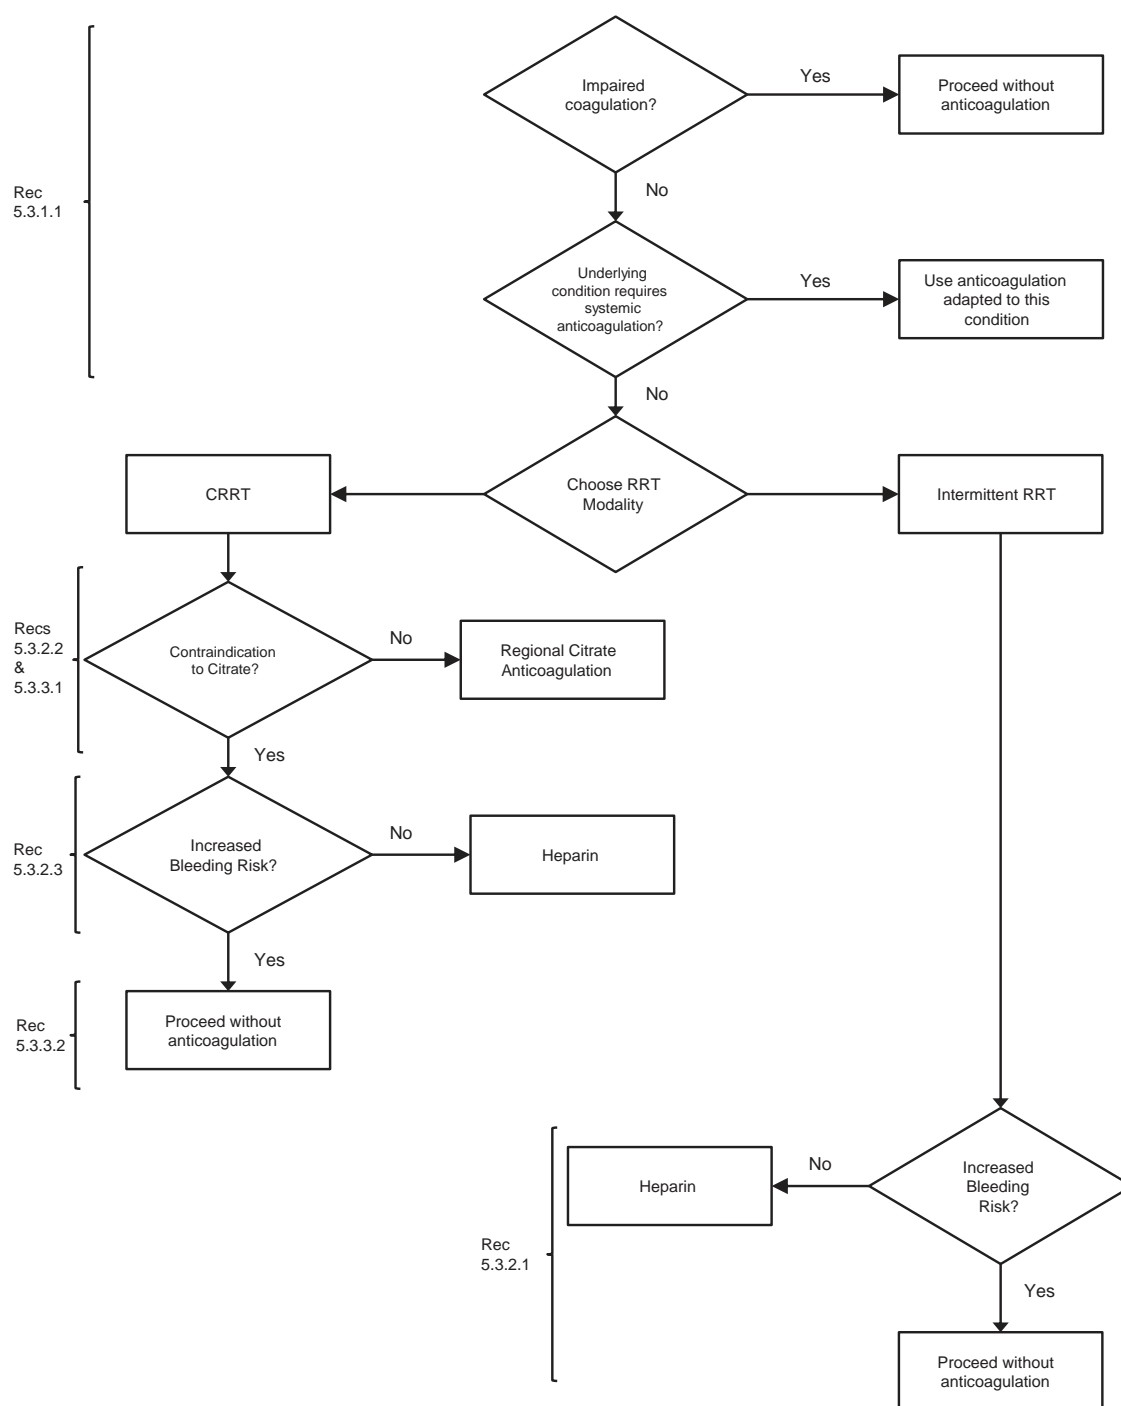 Impaired
coagulation?
Yes
Proceed without
anticoagulation
Rec
5.3.1.1
No
Underlying
condition requires
systemic
anticoagulation?
Yes
Use anticoagulation
adapted to this
condition
No
CRRT
Choose RRT
Modality
Intermittent RRT
Recs
5.3.2.2
&
5.3.3.1
Contraindication
to Citrate?
No
Regional Citrate
Anticoagulation
Yes
Rec
5.3.2.3
Increased
Bleeding Risk?
No
Heparin
Yes
Rec
5.3.3.2
Proceed without
anticoagulation
Rec
5.3.2.1
Heparin
No
Increased
Bleeding
Risk?
Yes
Proceed without
anticoagulation